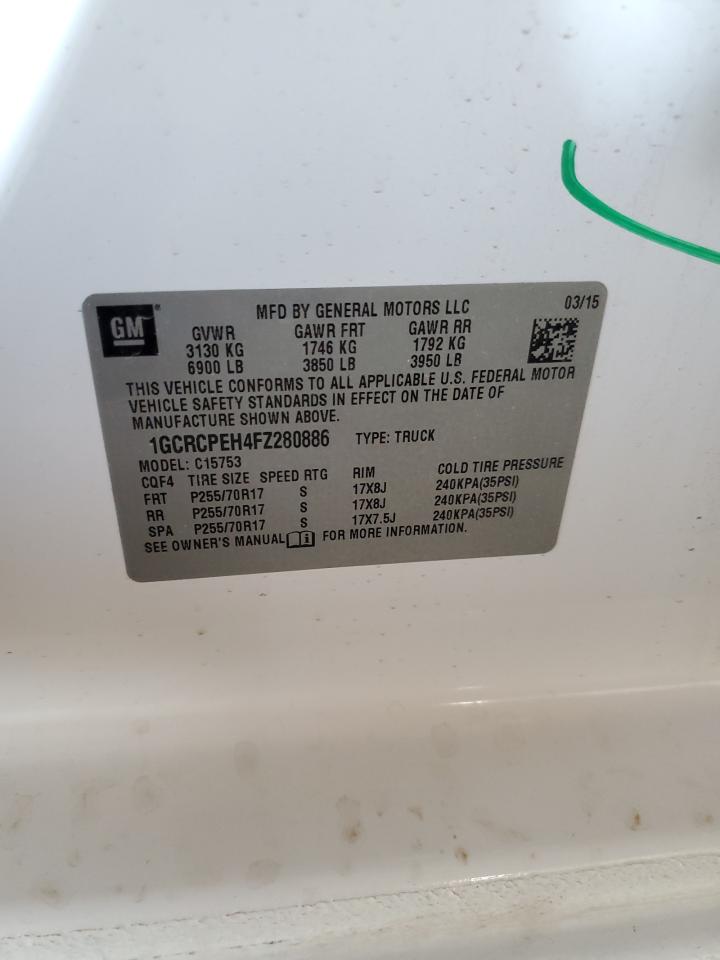 GM
MFD BY GENERAL MOTORS LLC 03/15
GVWR GAWR FRT GAWR RR
3130 KG 1746 KG 1792 KG
6900 LB 3850 LB 3950 LB
THIS VEHICLE CONFORMS TO ALL APPLICABLE U.S. FEDERAL MOTOR
VEHICLE SAFETY STANDARDS IN EFFECT ON THE DATE OF
MANUFACTURE SHOWN ABOVE.
1GCRCPEH4FZ280886 TYPE: TRUCK
MODEL: C15753
CQF4 TIRE SIZE SPEED RTG RIM COLD TIRE PRESSURE
FRT P255/70R17 S 17X8J 240KPA(35PSI)
RR P255/70R17 S 17X8J 240KPA(35PSI)
SPA P255/70R17 S 17X7.5J 240KPA(35PSI)
SEE OWNER'S MANUAL FOR MORE INFORMATION.